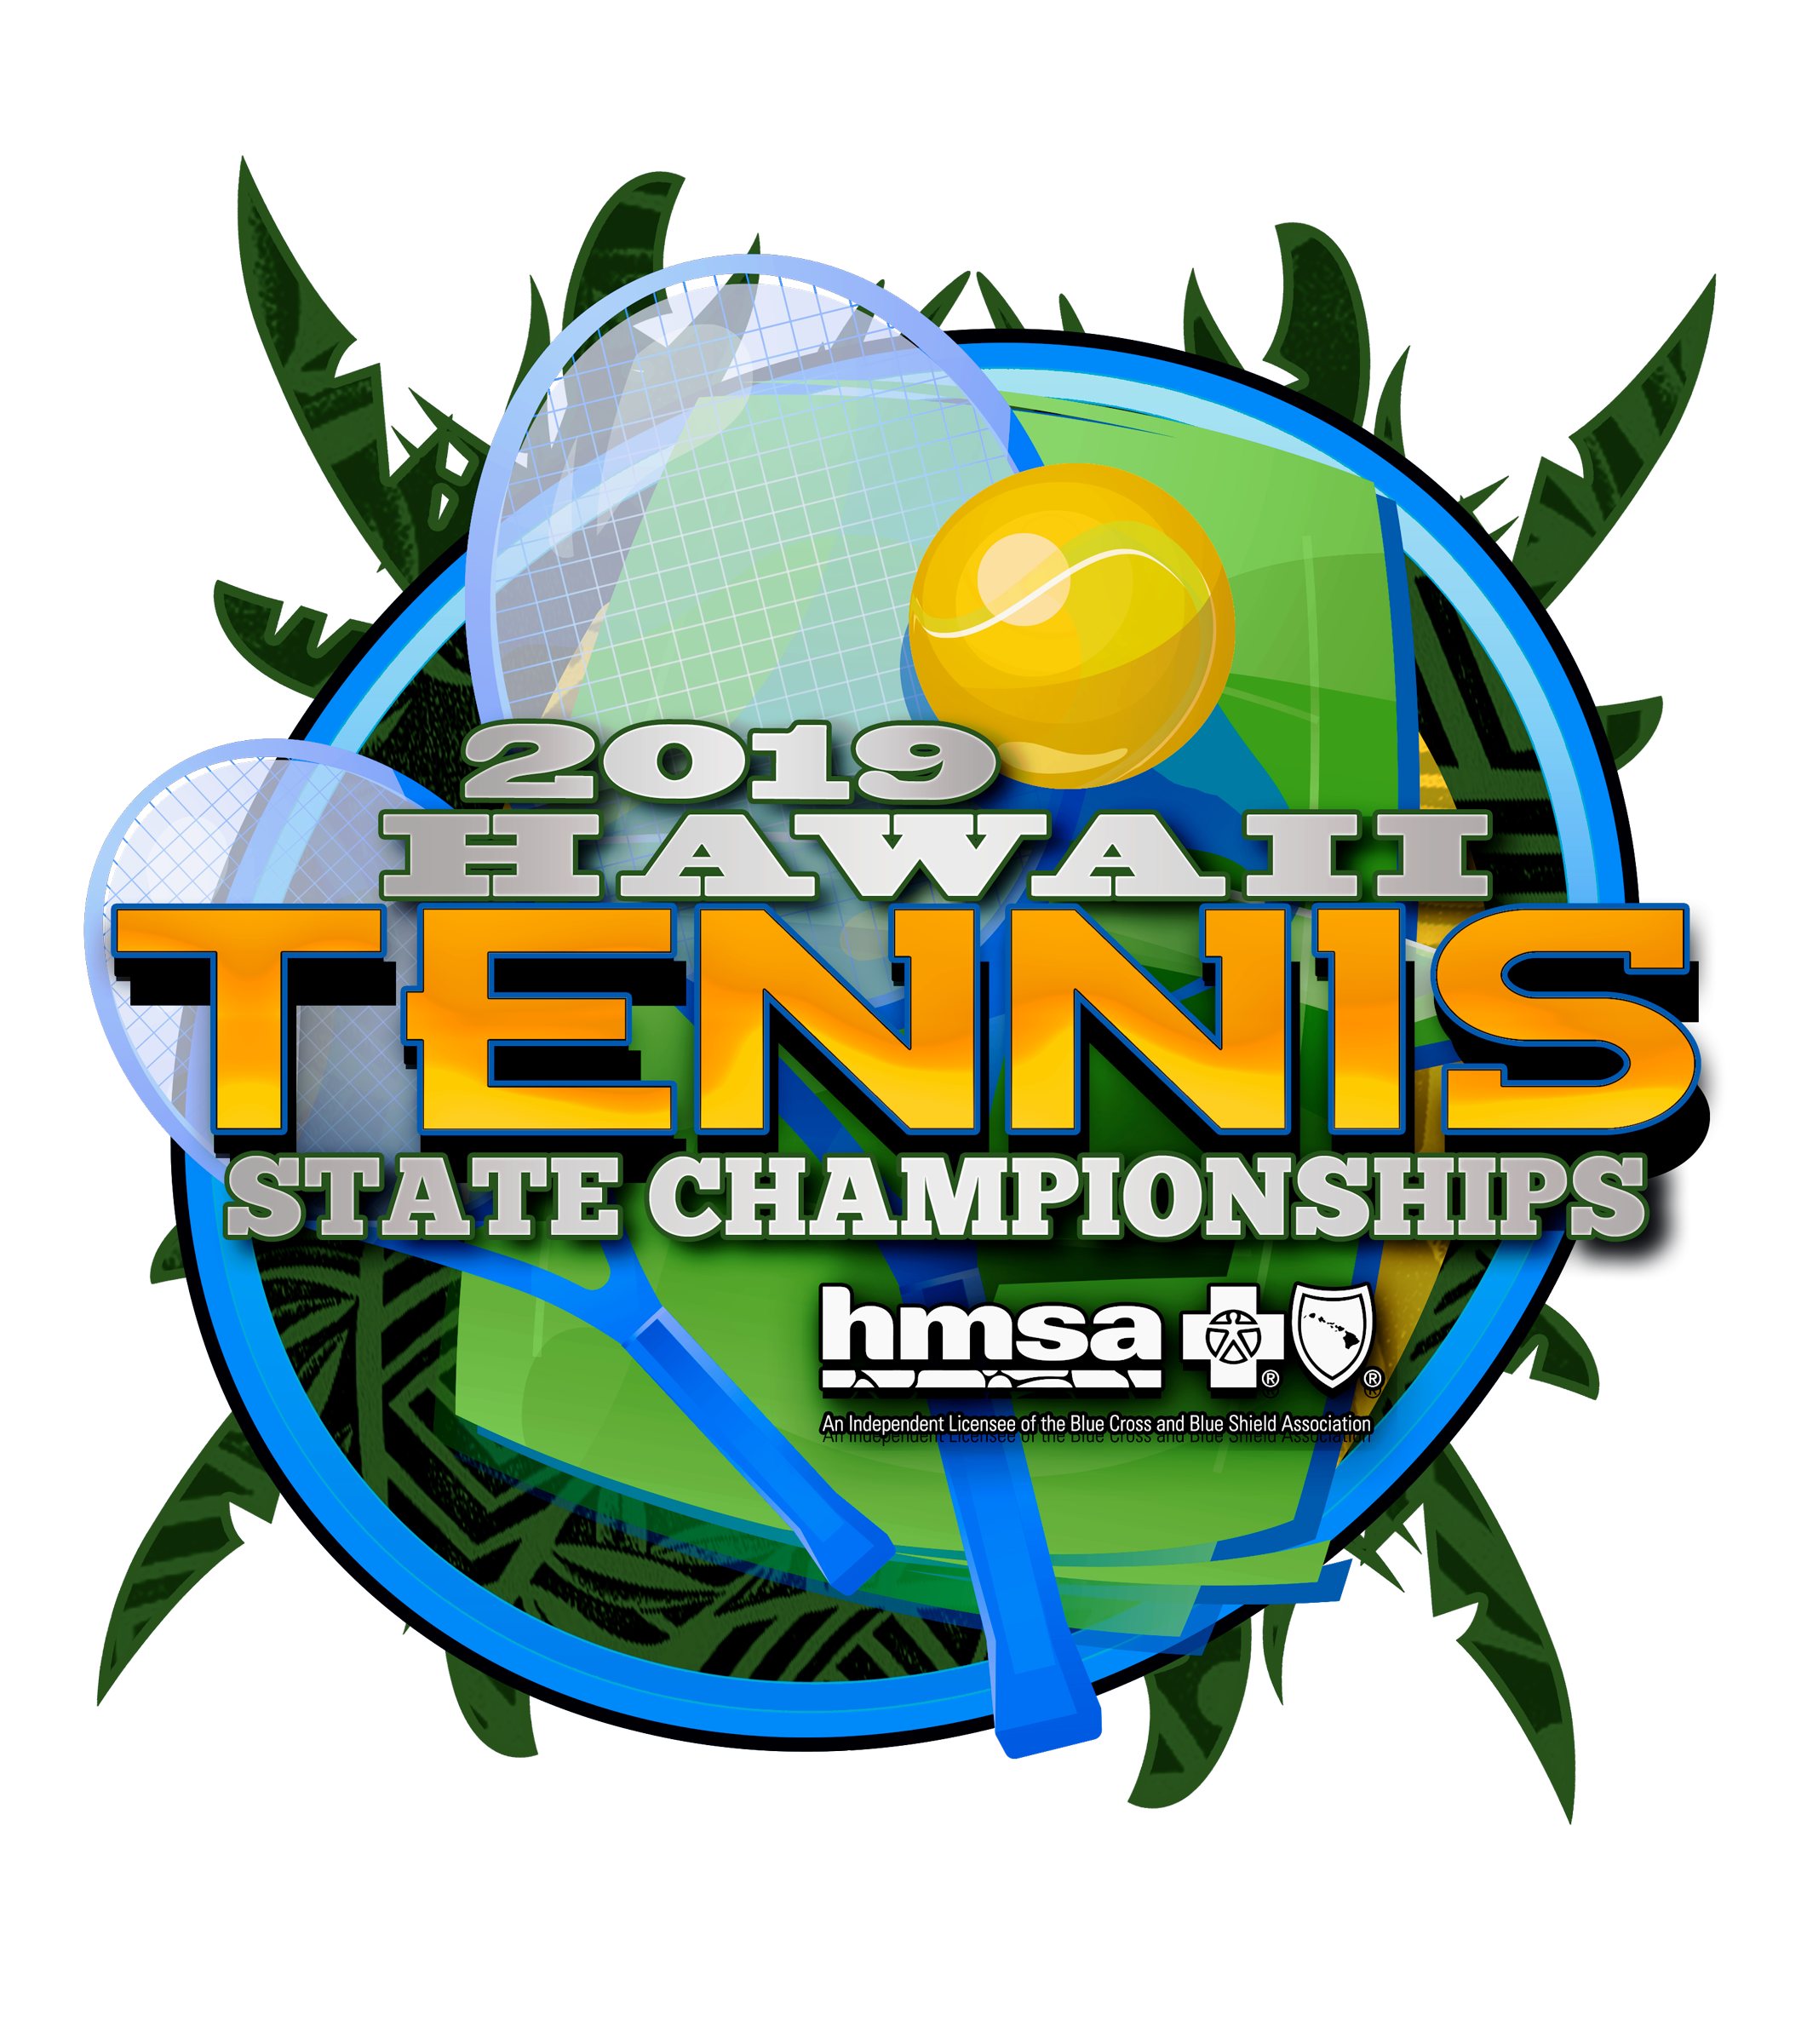 2019
HAWAII
TENNIS
STATE CHAMPIONSHIPS
hmsa ® ®
An Independent Licensee of the Blue Cross and Blue Shield Association